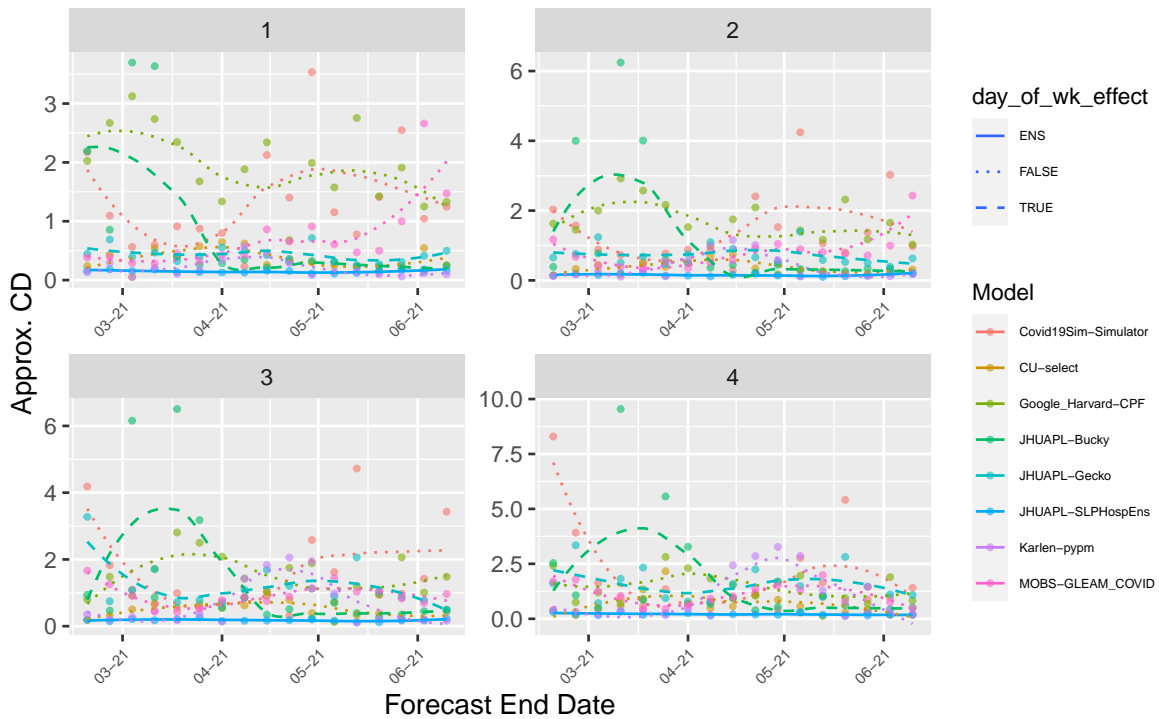 1
2
3
2
1
0
03−21
04−21
05−21
06−21
6
4
2
0
03−21
04−21
05−21
06−21
3
4
6
4
2
0
03−21
04−21
05−21
06−21
10.0
7.5
5.0
2.5
0.0
03−21
04−21
05−21
06−21
Approx. CD
Forecast End Date
day_of_wk_effect
ENS
FALSE
TRUE
Model
Covid19Sim−Simulator
CU−select
Google_Harvard−CPF
JHUAPL−Bucky
JHUAPL−Gecko
JHUAPL−SLPHospEns
Karlen−pypm
MOBS−GLEAM_COVID